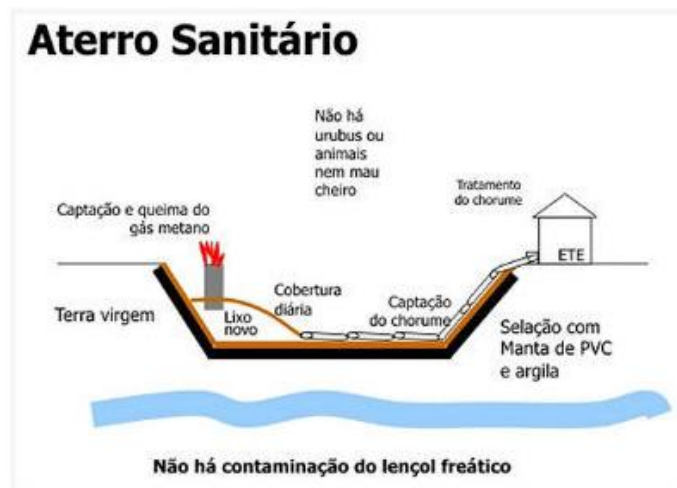 Aterro Sanitário
Não há
urubus ou
animais
nem mau
cheiro
Tratamento
do chorume
Captação e queima do
gás metano
ETE
Cobertura
diária
Captação
do chorume
Terra virgem
Lixo
novo
Selação com
Manta de PVC
e argila
Não há contaminação do lençol freático